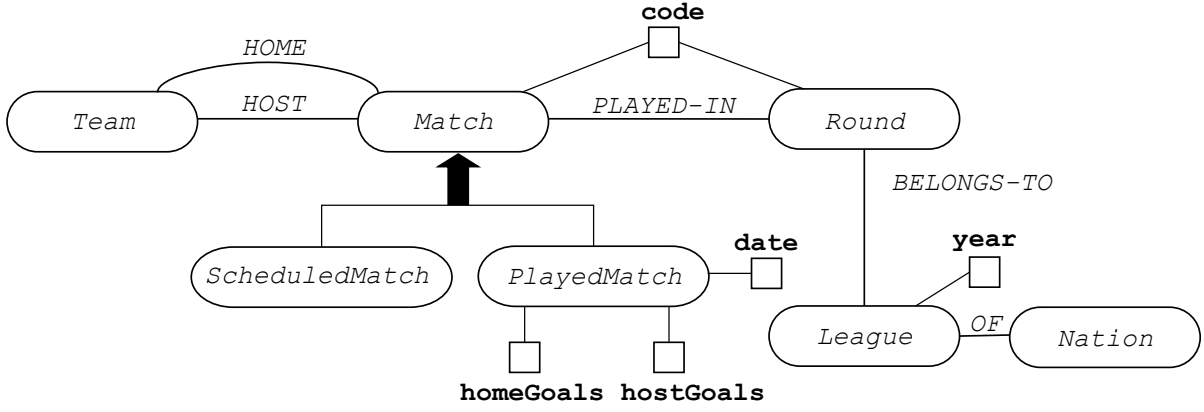 code
HOME
HOST
Team
Match
PLAYED-IN
Round
BELONGS-TO
ScheduledMatch
PlayedMatch
date
year
League
OF
Nation
homeGoals
hostGoals